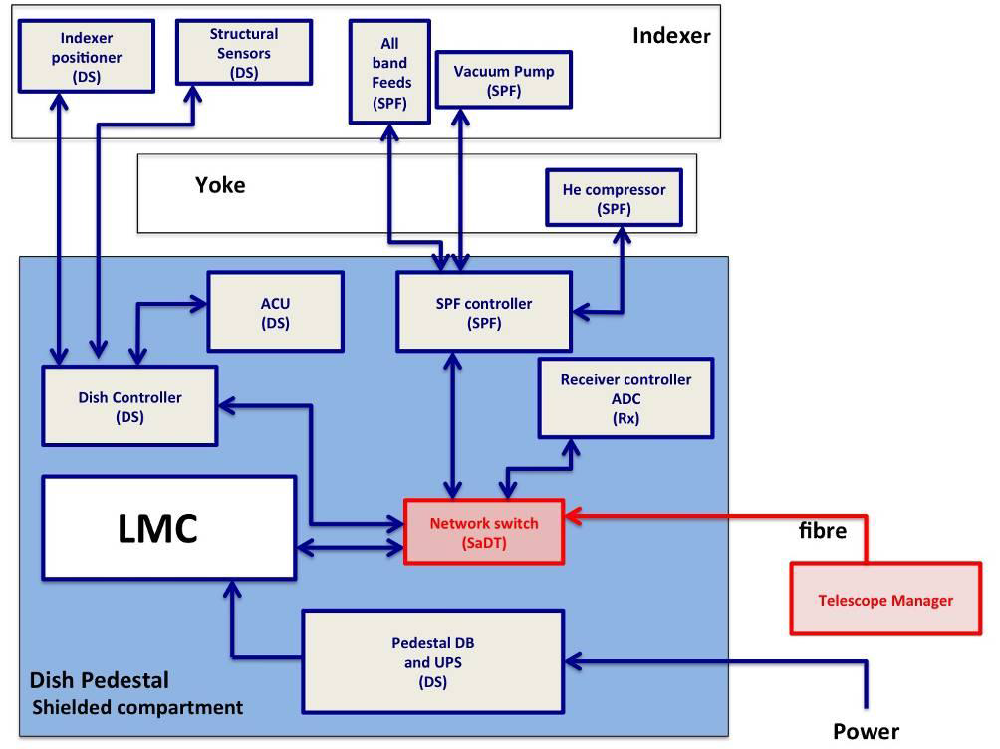 Indexer
positioner
(DS)
Structural
Sensors
(DS)
All
band
Feeds
(SPF)
Vacuum Pump
(SPF)
Indexer
Yoke
He compressor
(SPF)
ACU
(DS)
SPF controller
(SPF)
Receiver controller
ADC
(Rx)
Dish Controller
(DS)
LMC
Network switch
(SaDT)
fibre
Telescope Manager
Pedestal DB
and UPS
(DS)
Dish Pedestal
Shielded compartment
Power